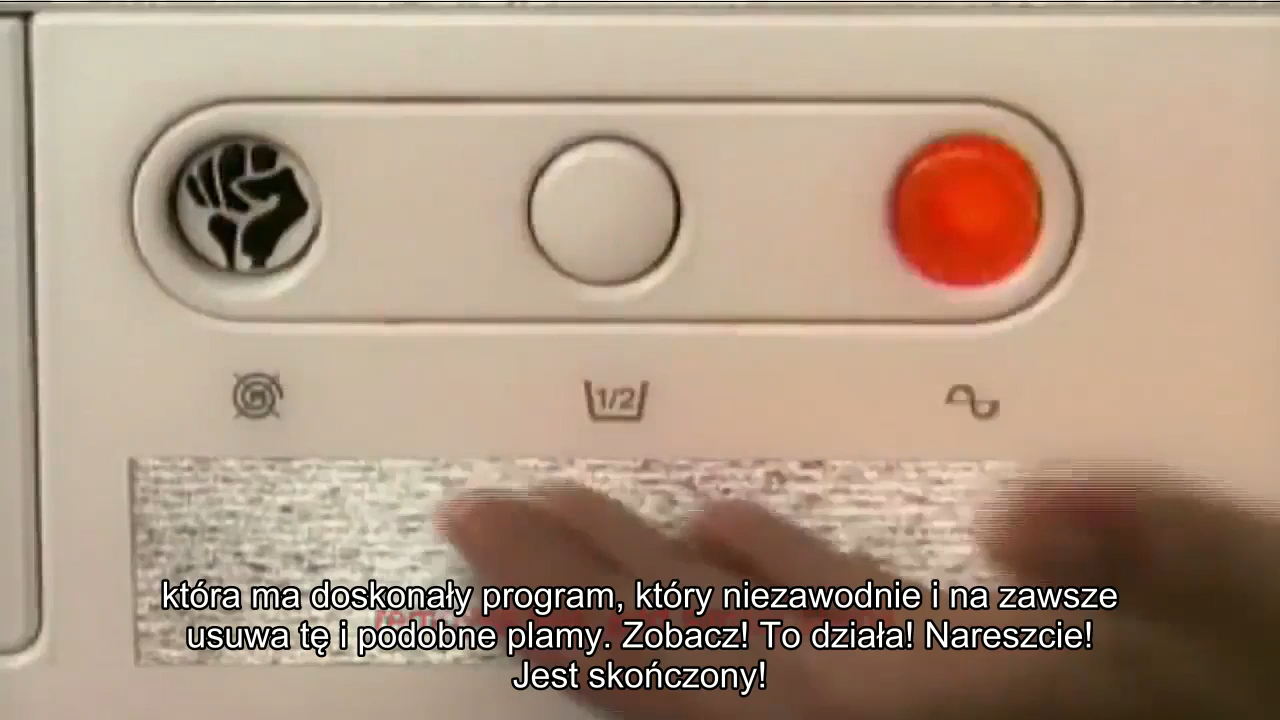 1/2
która ma doskonały program, który niezawodnie i na zawsze
usuwa tę i podobne plamy. Zobacz! To działa! Nareszcie!
Jest skończony!